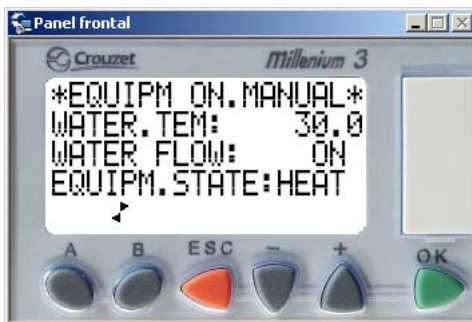 Panel frontal
Crouzet
Millenium 3
*EQUIPM ON.MANUAL*
WATER.TEM: 30.0
WATER FLOW: ON
EQUIPM.STATE:HEAT
A B ESC - + OK